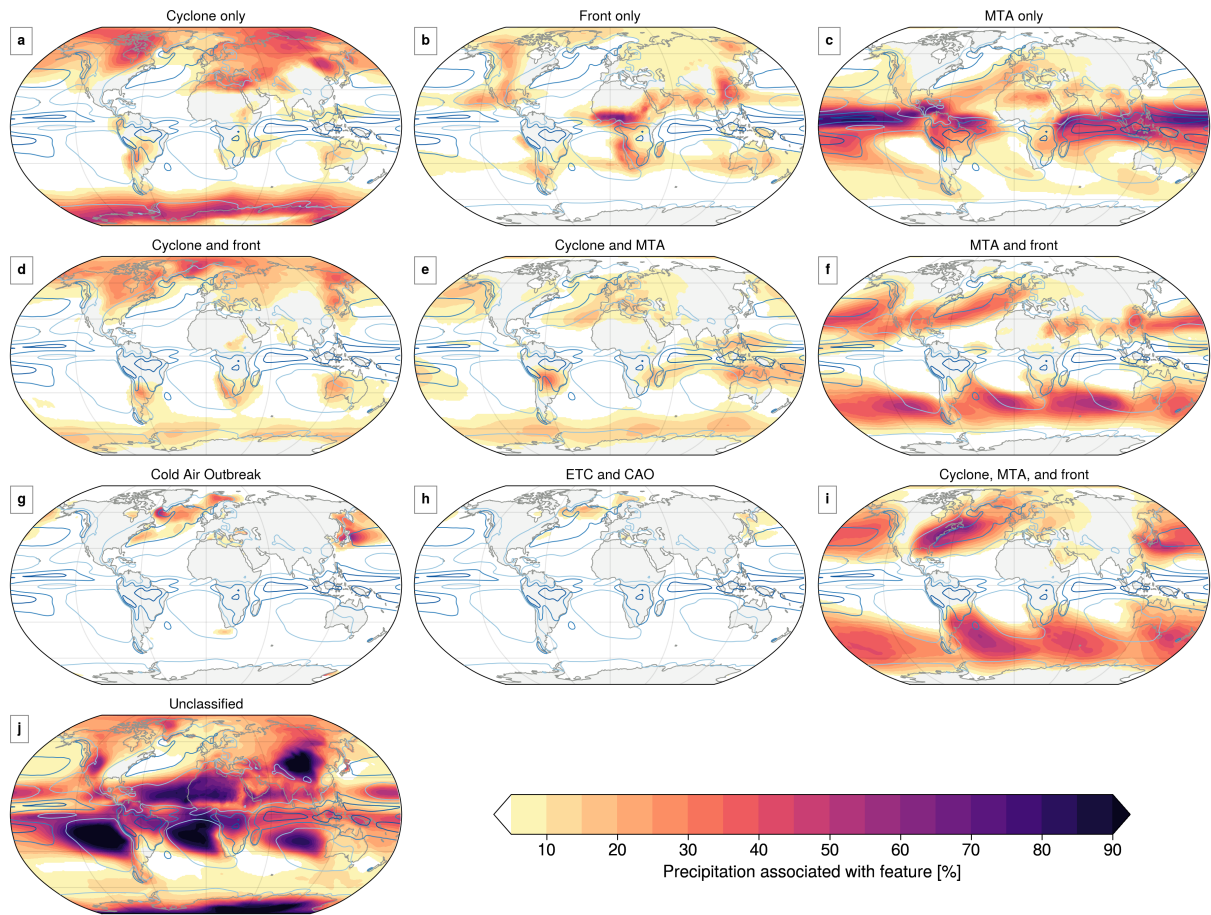 Cyclone only
Front only
MTA only
a
b
c
Cyclone and front
Cyclone and MTA
MTA and front
d
e
f
Cold Air Outbreak
ETC and CAO
Cyclone, MTA, and front
g
h
i
Unclassified
j
10 20 30 40 50 60 70 80 90
Precipitation associated with feature [%]